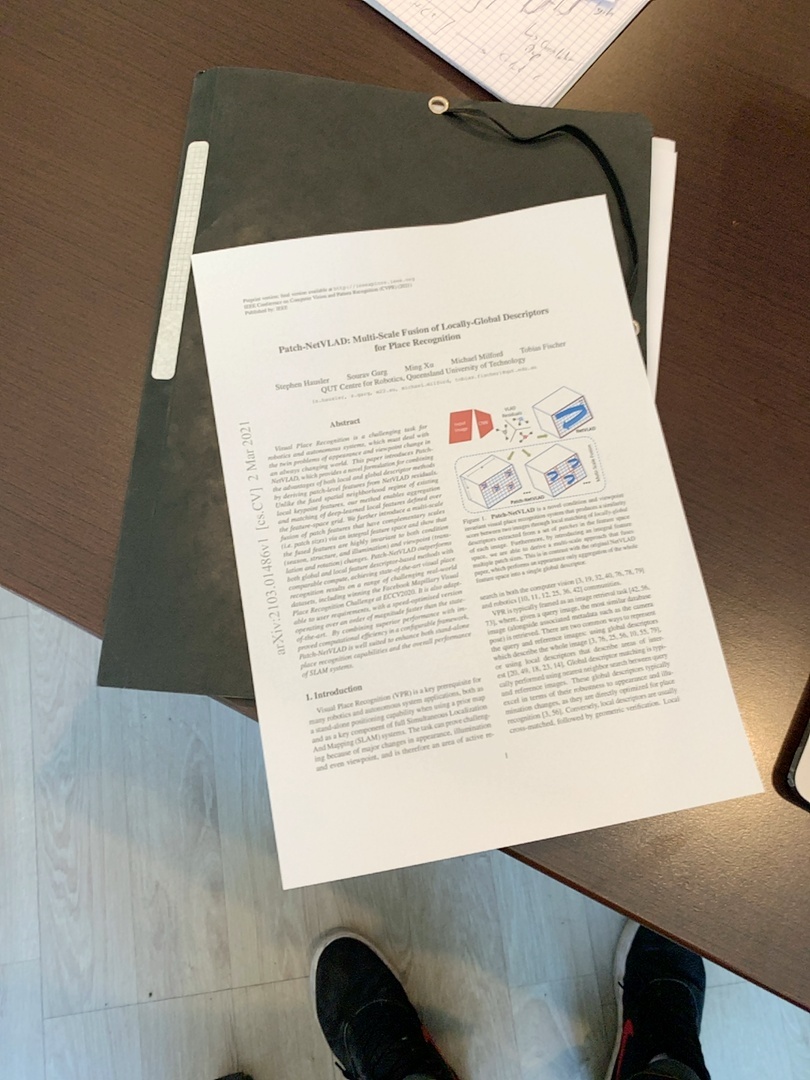 Preprint version; final version available at http://ieeexplore.ieee.org
IEEE Conference on Computer Vision and Pattern Recognition (CVPR) (2021)
Published by: IEEE
Patch-NetVLAD: Multi-Scale Fusion of Locally-Global Descriptors
for Place Recognition
Stephen Hausler Sourav Garg Ming Xu Michael Milford Tobias Fischer
QUT Centre for Robotics, Queensland University of Technology
arXiv:2103.01486v1 [cs.CV] 2 Mar 2021
Abstract
Visual Place Recognition is a challenging task for
robotics and autonomous systems, which must deal with
the twin problems of appearance and viewpoint change in
an always changing world. This paper introduces Patch-
NetVLAD, which provides a novel formulation for combining
the advantages of both local and global descriptor methods
by deriving patch-level features from NetVLAD residuals.
Unlike the fixed spatial neighborhood regime of existing
local keypoint features, our method enables aggregation
and matching of deep-learned local features defined over
the feature-space grid. We further introduce a multi-scale
fusion of patch features that have complementary scales
(i.e. patch sizes) via an integral feature space and show that
the fused features are highly invariant to both condition
(season, structure, and illumination) and viewpoint (trans-
lation and rotation) changes. Patch-NetVLAD outperforms
both global and local feature descriptor-based methods with
comparable compute, achieving state-of-the-art visual place
recognition results on a range of challenging real-world
datasets, including winning the Facebook Mapillary Visual
Place Recognition Challenge at ECCV2020. It is also adapt-
able to user requirements, with a speed-optimised version
operating over an order of magnitude faster than the state-
of-the-art. By combining superior performance with im-
proved computational efficiency in a configurable framework,
Patch-NetVLAD is well suited to enhance both stand-alone
place recognition capabilities and the overall performance
of SLAM systems.
1. Introduction
Visual Place Recognition (VPR) is a key prerequisite for
many robotics and autonomous system applications, both as
a stand-alone positioning capability when using a prior map
and as a key component of full Simultaneous Localization
And Mapping (SLAM) systems. The task can prove challeng-
ing because of major changes in appearance, illumination
and even viewpoint, and is therefore an area of active re-
Input
Image
CNN
VLAD
Residuals
NetVLAD
Patch-NetVLAD
Multi-Scale Fusion
Figure 1. Patch-NetVLAD is a novel condition and viewpoint
invariant visual place recognition system that produces a similarity
score between two images through local matching of locally-global
descriptors extracted from a set of patches in the feature space
of each image. Furthermore, by introducing an integral feature
space, we are able to derive a multi-scale approach that fuses
multiple patch sizes. This is in contrast with the original NetVLAD
paper, which performs an appearance only aggregation of the whole
feature space into a single global descriptor.
search in both the computer vision [3, 19, 32, 40, 76, 78, 79]
and robotics [10, 11, 12, 25, 36, 42] communities.
VPR is typically framed as an image retrieval task [42, 56,
73], where, given a query image, the most similar database
image (alongside associated metadata such as the camera
pose) is retrieved. There are two common ways to represent
the query and reference images: using global descriptors
which describe the whole image [3, 76, 25, 56, 10, 55, 79],
or using local descriptors that describe areas of inter-
est [20, 49, 18, 23, 14]. Global descriptor matching is typi-
cally performed using nearest neighbor search between query
and reference images. These global descriptors typically
excel in terms of their robustness to appearance and illu-
mination changes, as they are directly optimized for place
recognition [3, 56]. Conversely, local descriptors are usually
cross-matched, followed by geometric verification. Local
1